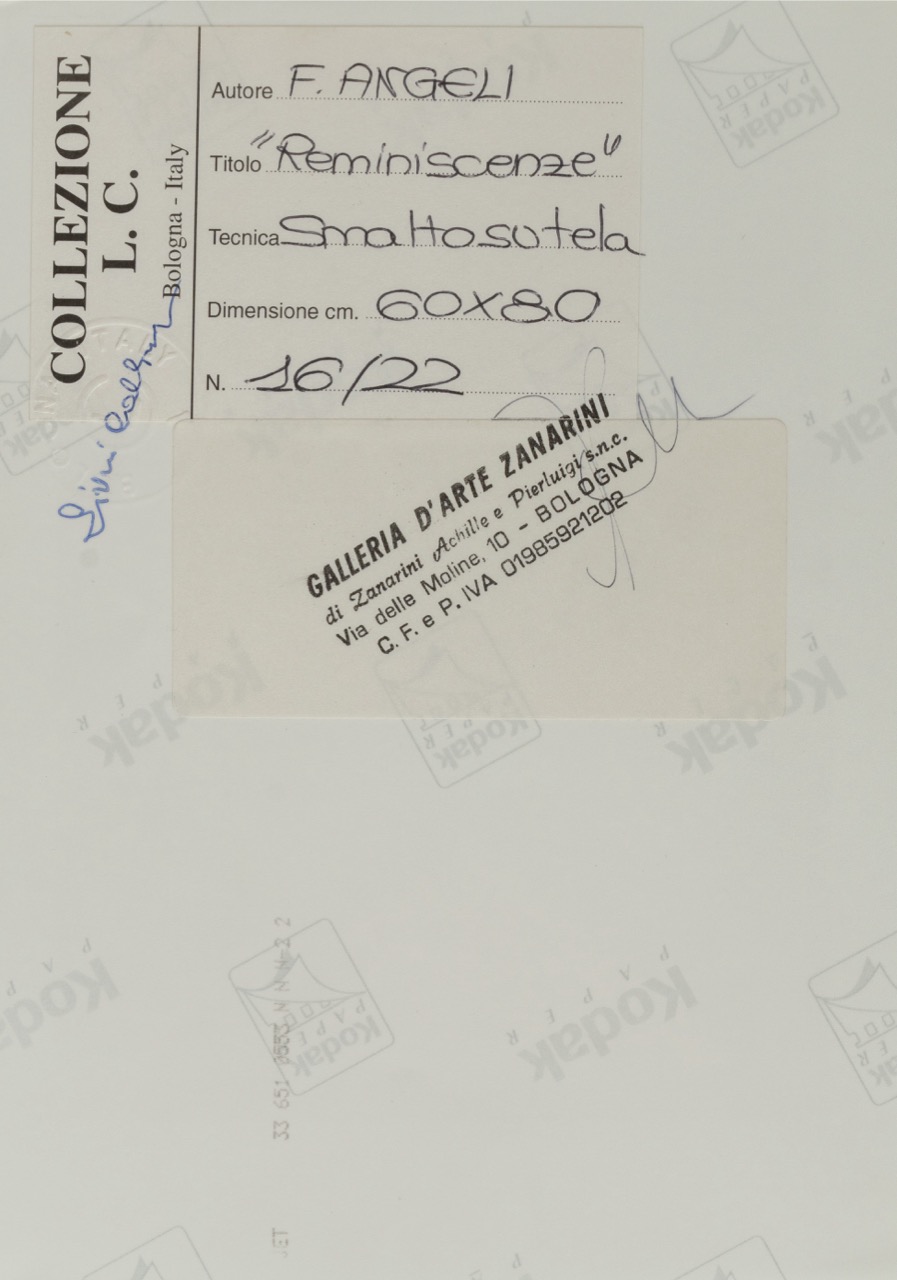 COLLEZIONE
L. C.
Bologna - Italy
Autore F. ANGELI
Titolo "Reminiscenze"
Tecnica Smalto su tela
Dimensione cm. 60x80
N. 16/22
GALLERIA D'ARTE ZANARINI
di Zanarini Achille e Pierluigi s.n.c.
Via delle Moline, 10 - BOLOGNA
C. F. e P. IVA 01985921202
Kodak
PAPER